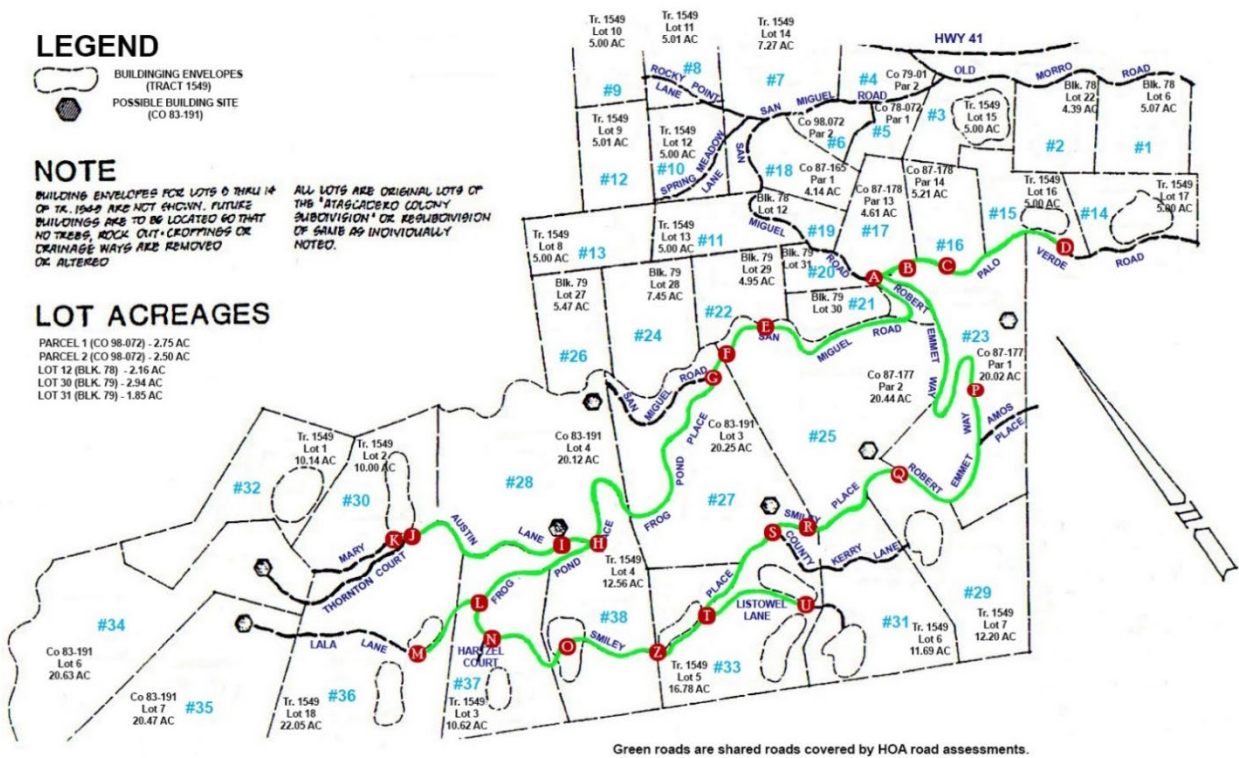 LEGEND
BUILDINGING ENVELOPES
(TRACT 1549)
POSSIBLE BUILDING SITE
(CO 83-191)
NOTE
BUILDING ENVELOPES FOR LOTS 8 THRU 14
OF TR. 1549 ARE NOT SHOWN. FUTURE
BUILDINGS ARE TO BE LOCATED SO THAT
NO TREES, ROCK OUT-CROPPINGS OR
DRAINAGE WAYS ARE REMOVED
OR ALTERED
ALL LOTS ARE ORIGINAL LOTS OF
THE "ATASCADERO COLONY
SUBDIVISION" OR RESUBDIVISION
OF SAME AS INDIVIDUALLY
NOTED.
LOT ACREAGES
PARCEL 1 (CO 98-072) - 2.75 AC
PARCEL 2 (CO 98-072) - 2.50 AC
LOT 12 (BLK. 78) - 2.16 AC
LOT 30 (BLK. 79) - 2.94 AC
LOT 31 (BLK. 79) - 1.85 AC
HWY 41
OLD MORRO ROAD
Tr. 1549
Lot 10
5.00 AC
#9
Tr. 1549
Lot 11
5.01 AC
#8
Tr. 1549
Lot 14
7.27 AC
#7
Co 79-01
Par 2
#4
Co 78-072
Par 1
#5
#3
Tr. 1549
Lot 15
5.00 AC
Blk. 78
Lot 22
4.39 AC
#2
Blk. 78
Lot 6
5.07 AC
#1
ROCKY POINT
LANE
SAN MIGUEL ROAD
SPRING MEADOW
LANE
Tr. 1549
Lot 9
5.01 AC
#12
Tr. 1549
Lot 12
5.00 AC
#10
Co 98.072
Par 2
#6
#18
Co 87-165
Par 1
4.14 AC
Co 87-178
Par 13
4.61 AC
#17
Co 87-178
Par 14
5.21 AC
#16
#15
Tr. 1549
Lot 16
5.00 AC
#14
Tr. 1549
Lot 17
5.00 AC
SAN
MIGUEL
ROAD
Blk. 78
Lot 12
#19
Tr. 1549
Lot 8
5.00 AC
#13
Tr. 1549
Lot 13
5.00 AC
#11
Blk. 79
Lot 31
#20
A
B
C
D
PALO VERDE ROAD
Blk. 79
Lot 27
5.47 AC
#26
Blk. 79
Lot 28
7.45 AC
#24
Blk. 79
Lot 29
4.95 AC
#22
Blk. 79
Lot 30
#21
E
F
G
SAN MIGUEL ROAD
ROBERT
EMMET
WAY
#23
Co 87-177
Par 1
20.02 AC
Co 87-177
Par 2
20.44 AC
#25
P
AMOS
PLACE
SAN
MIGUEL
ROAD
Co 83-191
Lot 4
20.12 AC
#28
Co 83-191
Lot 3
20.25 AC
#27
FROG POND PLACE
WAY
EMMET
ROBERT
Q
SMILEY PLACE
R
S
COUNTY
KERRY LANE
Tr. 1549
Lot 1
10.14 AC
#32
Tr. 1549
Lot 2
10.00 AC
#30
AUSTIN LANE
I
H
J
K
MARY
THORNTON COURT
FROG POND ACE
Tr. 1549
Lot 4
12.56 AC
#38
L
M
N
O
Z
T
U
LISTOWEL
LANE
SMILEY PLACE
HARTZEL
COURT
LALA LANE
#34
Co 83-191
Lot 6
20.63 AC
Co 83-191
Lot 7
20.47 AC
#35
Tr. 1549
Lot 18
22.05 AC
#36
#37
Tr. 1549
Lot 3
10.62 AC
Tr. 1549
Lot 5
16.78 AC
#33
#31
Tr. 1549
Lot 6
11.69 AC
#29
Tr. 1549
Lot 7
12.20 AC
Green roads are shared roads covered by HOA road assessments.